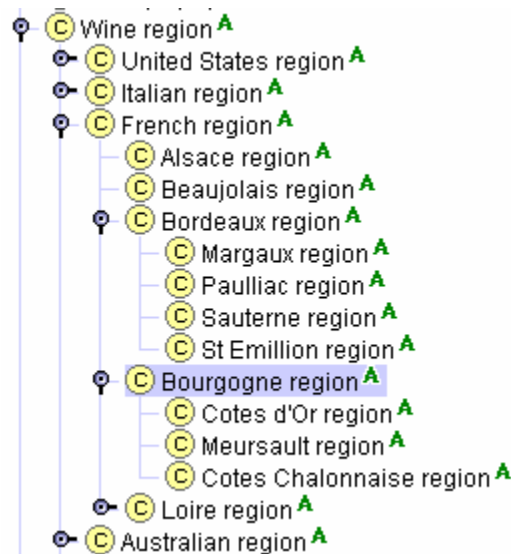 C Wine region A
C United States region A
C Italian region A
C French region A
C Alsace region A
C Beaujolais region A
C Bordeaux region A
C Margaux region A
C Paulliac region A
C Sauterne region A
C St Emillion region A
C Bourgogne region A
C Cotes d'Or region A
C Meursault region A
C Cotes Chalonnaise region A
C Loire region A
C Australian region A